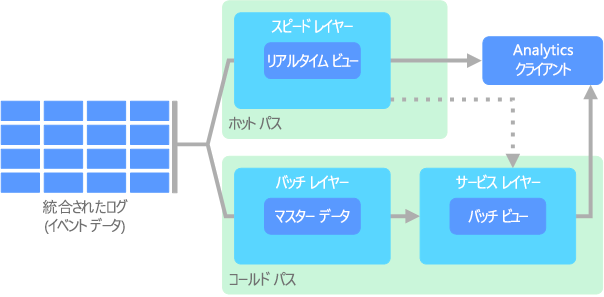 スピード レイヤー
リアルタイム ビュー
ホット パス
Analytics
クライアント
統合されたログ
(イベント データ)
バッチ レイヤー
マスター データ
サービス レイヤー
バッチ ビュー
コールド パス